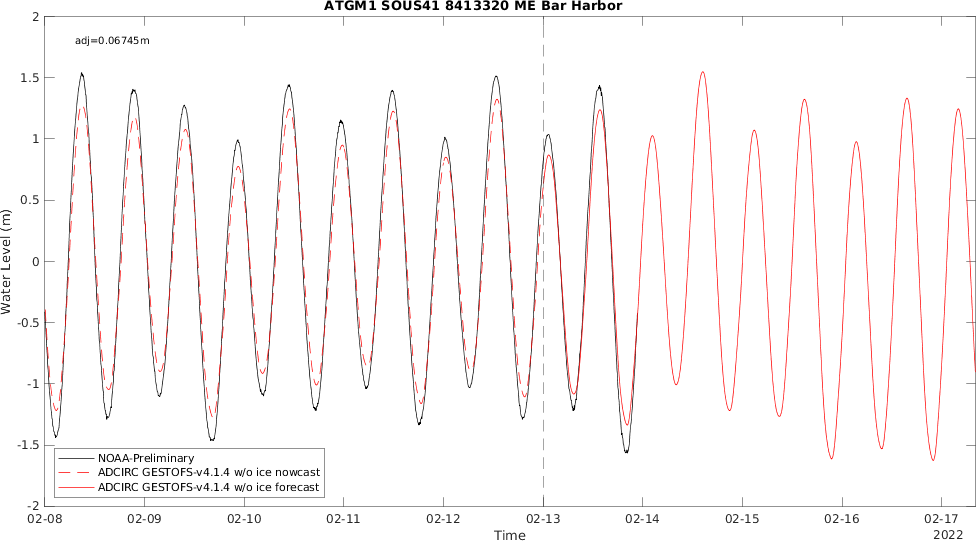 ATGM1 SOUS41 8413320 ME Bar Harbor
adj=0.06745m
2
1.5
1
0.5
0
-0.5
-1
-1.5
-2
Water Level (m)
NOAA-Preliminary
ADCIRC GESTOFS-v4.1.4 w/o ice nowcast
ADCIRC GESTOFS-v4.1.4 w/o ice forecast
02-08 02-09 02-10 02-11 02-12 02-13 02-14 02-15 02-16 02-17
Time
2022